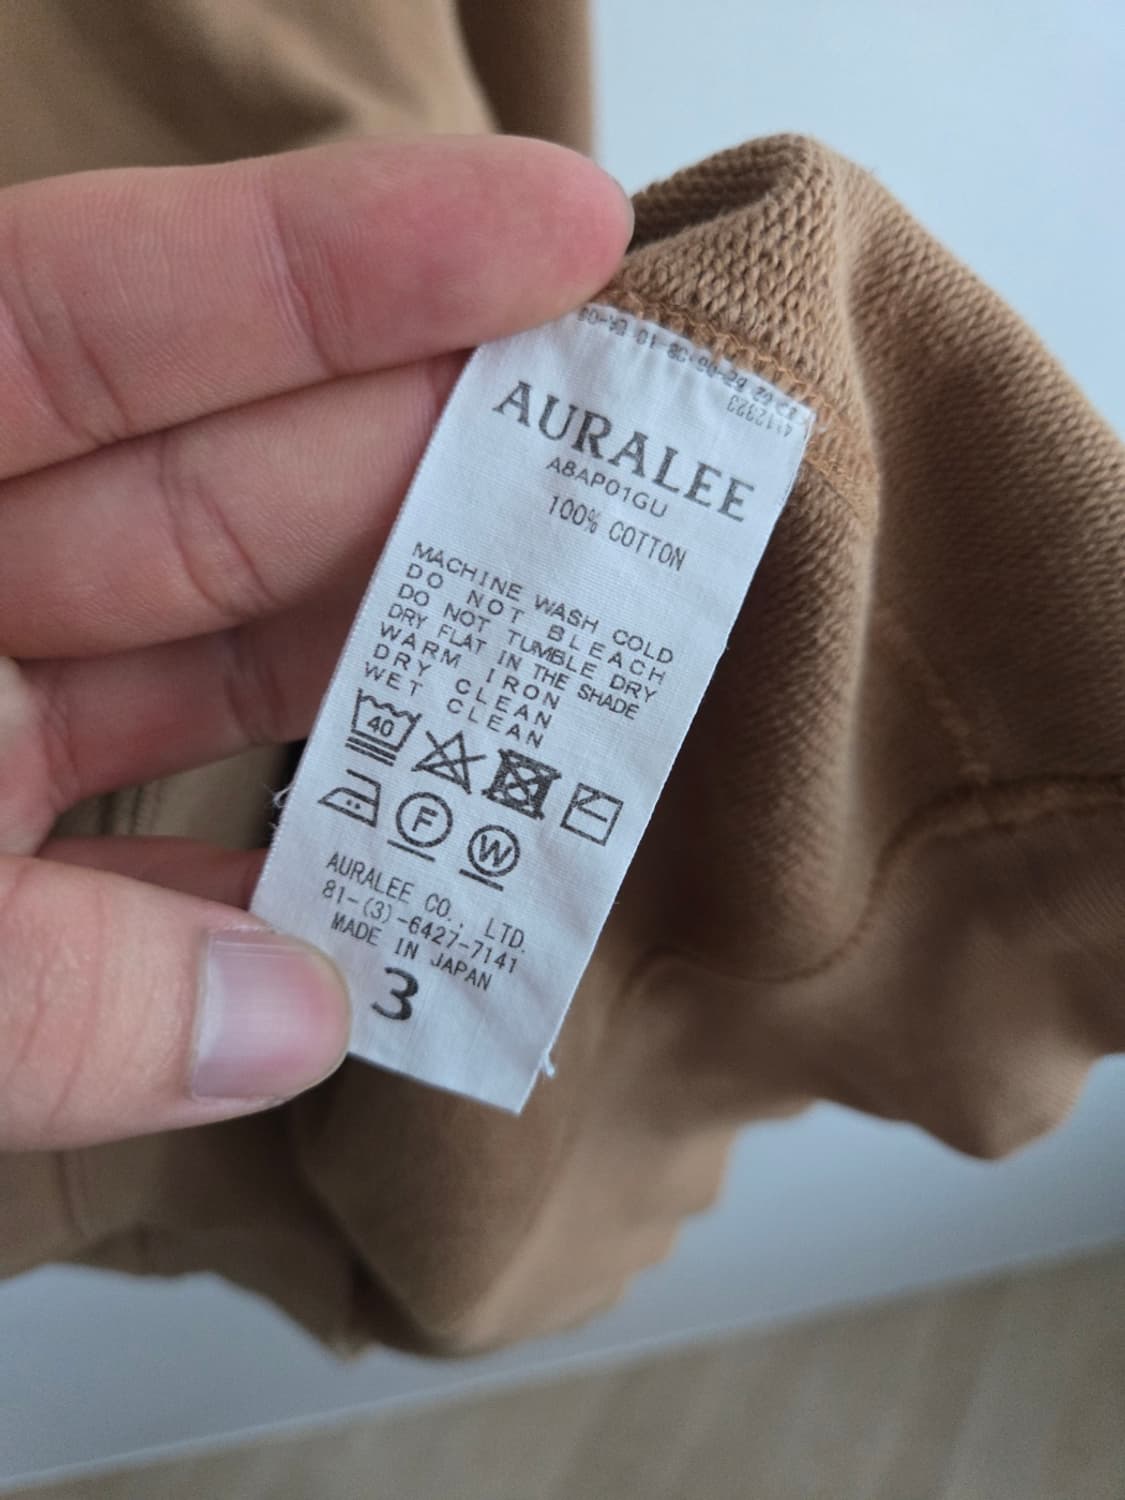 AURALEE
A8AP01GU
100% COTTON
MACHINE WASH COLD
DO NOT BLEACH
DO NOT TUMBLE DRY
DRY FLAT IN THE SHADE
WARM IRON
DRY CLEAN
WET CLEAN
40
F
W
AURALEE CO., LTD.
81-(3)-6427-7141
MADE IN JAPAN
3